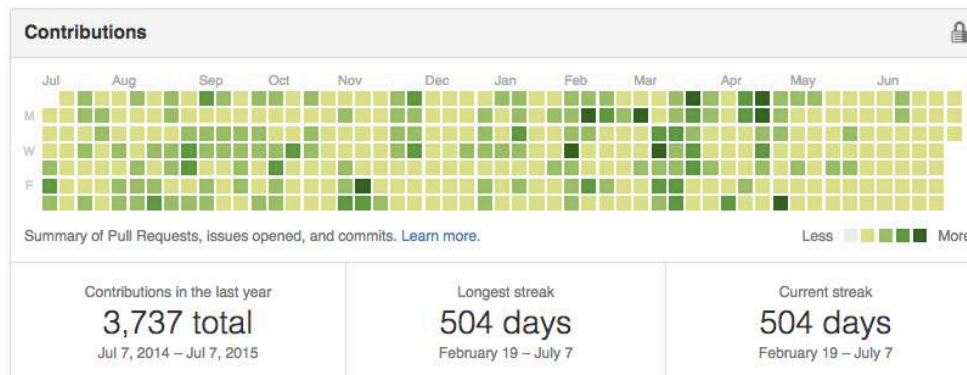 Contributions
Jul Aug Sep Oct Nov Dec Jan Feb Mar Apr May Jun
M
W
F
Summary of Pull Requests, issues opened, and commits. Learn more.
Less More
Contributions in the last year
3,737 total
Jul 7, 2014 – Jul 7, 2015
Longest streak
504 days
February 19 – July 7
Current streak
504 days
February 19 – July 7